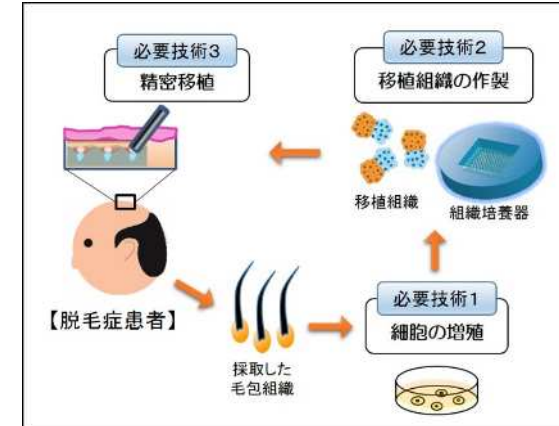 必要技術3
精密移植
必要技術2
移植組織の作製
移植組織
組織培養器
【脱毛症患者】
採取した
毛包組織
必要技術1
細胞の増殖